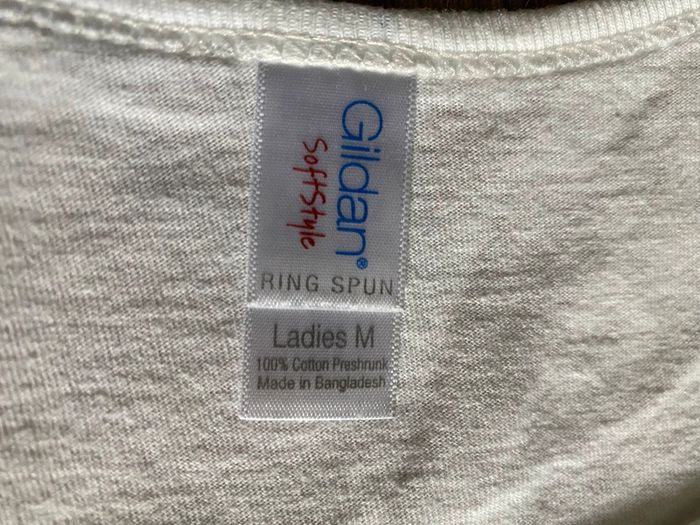 Gildan®
SoftStyle
RING SPUN
Ladies M
100% Cotton Preshrunk
Made in Bangladesh